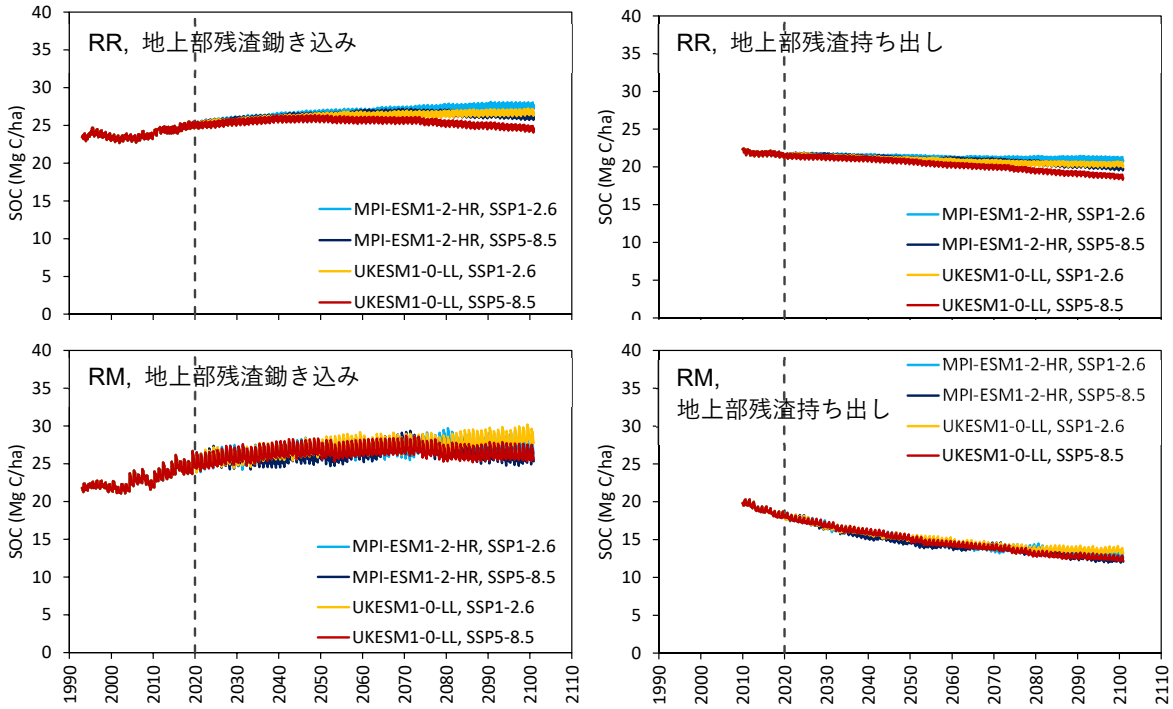 RR, 地上部残渣鋤き込み
SOC (Mg C/ha)
40
35
30
25
20
15
10
5
0
MPI-ESM1-2-HR, SSP1-2.6
MPI-ESM1-2-HR, SSP5-8.5
UKESM1-0-LL, SSP1-2.6
UKESM1-0-LL, SSP5-8.5
RR, 地上部残渣持ち出し
SOC (Mg C/ha)
40
35
30
25
20
15
10
5
0
MPI-ESM1-2-HR, SSP1-2.6
MPI-ESM1-2-HR, SSP5-8.5
UKESM1-0-LL, SSP1-2.6
UKESM1-0-LL, SSP5-8.5
RM, 地上部残渣鋤き込み
SOC (Mg C/ha)
40
35
30
25
20
15
10
5
0
MPI-ESM1-2-HR, SSP1-2.6
MPI-ESM1-2-HR, SSP5-8.5
UKESM1-0-LL, SSP1-2.6
UKESM1-0-LL, SSP5-8.5
1990
2000
2010
2020
2030
2040
2050
2060
2070
2080
2090
2100
2110
RM,
地上部残渣持ち出し
SOC (Mg C/ha)
40
35
30
25
20
15
10
5
0
MPI-ESM1-2-HR, SSP1-2.6
MPI-ESM1-2-HR, SSP5-8.5
UKESM1-0-LL, SSP1-2.6
UKESM1-0-LL, SSP5-8.5
1990
2000
2010
2020
2030
2040
2050
2060
2070
2080
2090
2100
2110